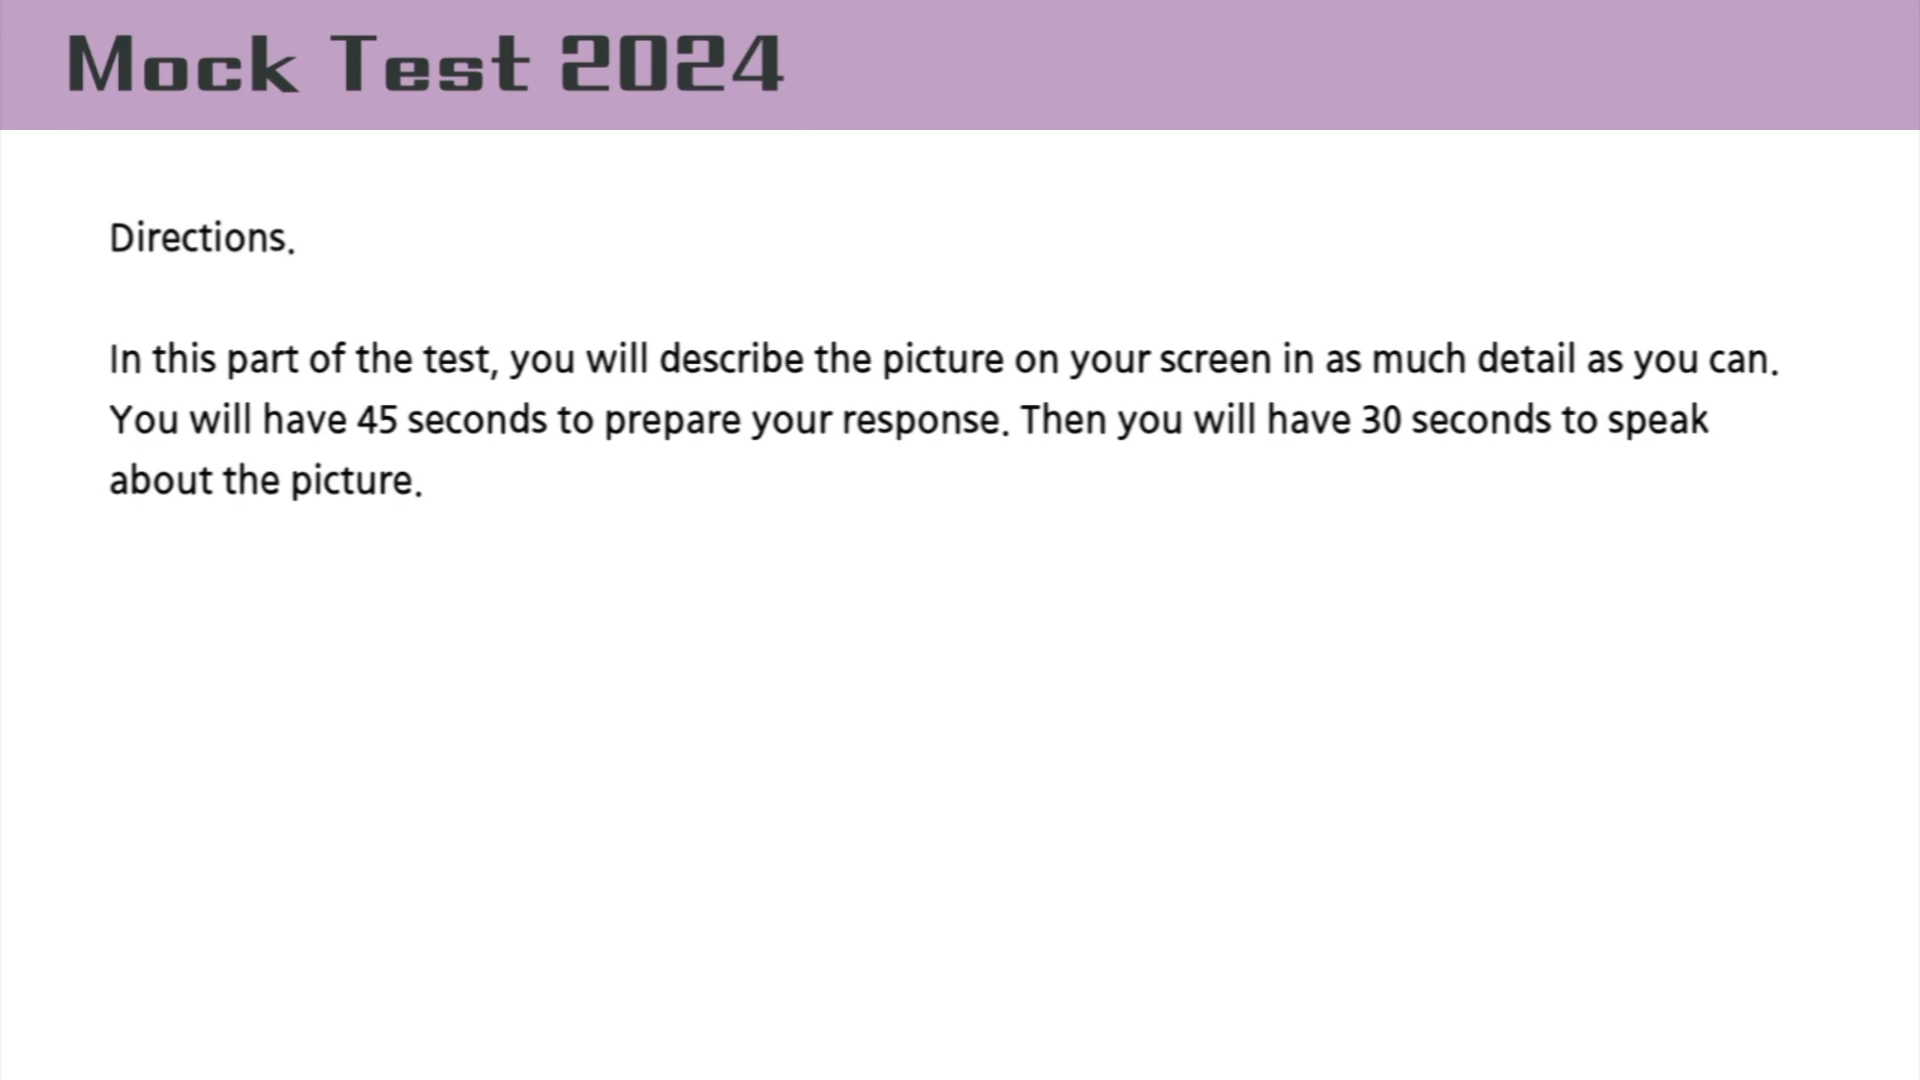 Mock Test 2024
Directions.
In this part of the test, you will describe the picture on your screen in as much detail as you can.
You will have 45 seconds to prepare your response. Then you will have 30 seconds to speak
about the picture.